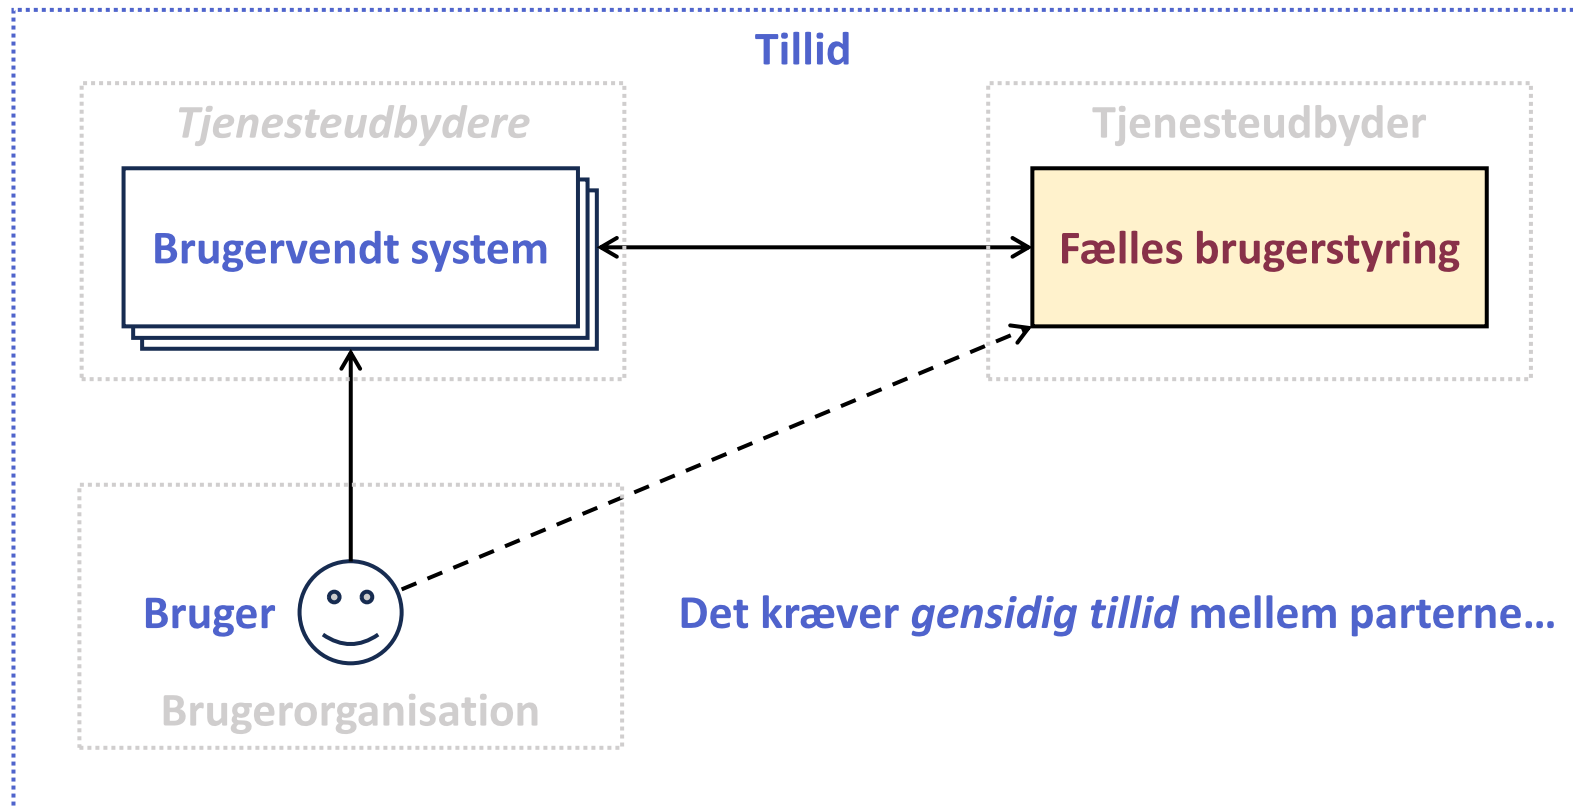 Tillid
Tjenesteudbydere
Tjenesteudbyder
Brugervendt system
Fælles brugerstyring
Bruger
Det kræver gensidig tillid mellem parterne...
Brugerorganisation